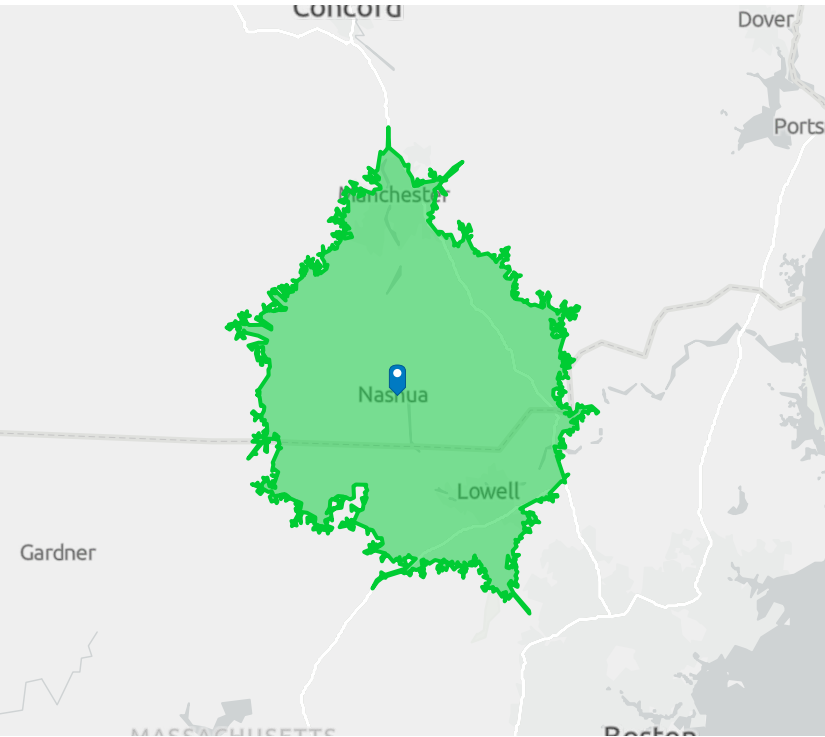 Concord
Dover
Ports
Manchester
Nashua
Lowell
Gardner
MASSACHUSETTS
Boston